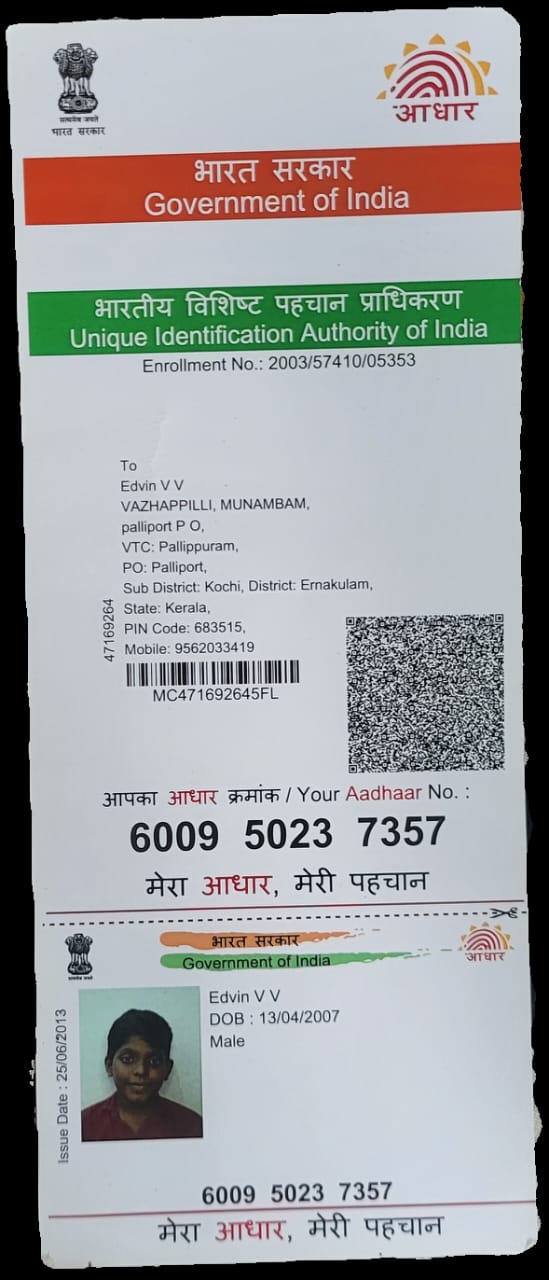 सत्यमेव जयते
भारत सरकार
आधार
भारत सरकार
Government of India
भारतीय विशिष्ट पहचान प्राधिकरण
Unique Identification Authority of India
Enrollment No.: 2003/57410/05353
To
Edvin V V
VAZHAPPILLI, MUNAMBAM,
palliport P O,
VTC: Pallippuram,
PO: Palliport,
Sub District: Kochi, District: Ernakulam,
State: Kerala,
PIN Code: 683515,
Mobile: 9562033419
47169264
MC471692645FL
आपका आधार क्रमांक / Your Aadhaar No. :
6009 5023 7357
मेरा आधार, मेरी पहचान
भारत सरकार
Government of India
आधार
Edvin V V
DOB : 13/04/2007
Male
Issue Date : 25/06/2013
6009 5023 7357
मेरा आधार, मेरी पहचान